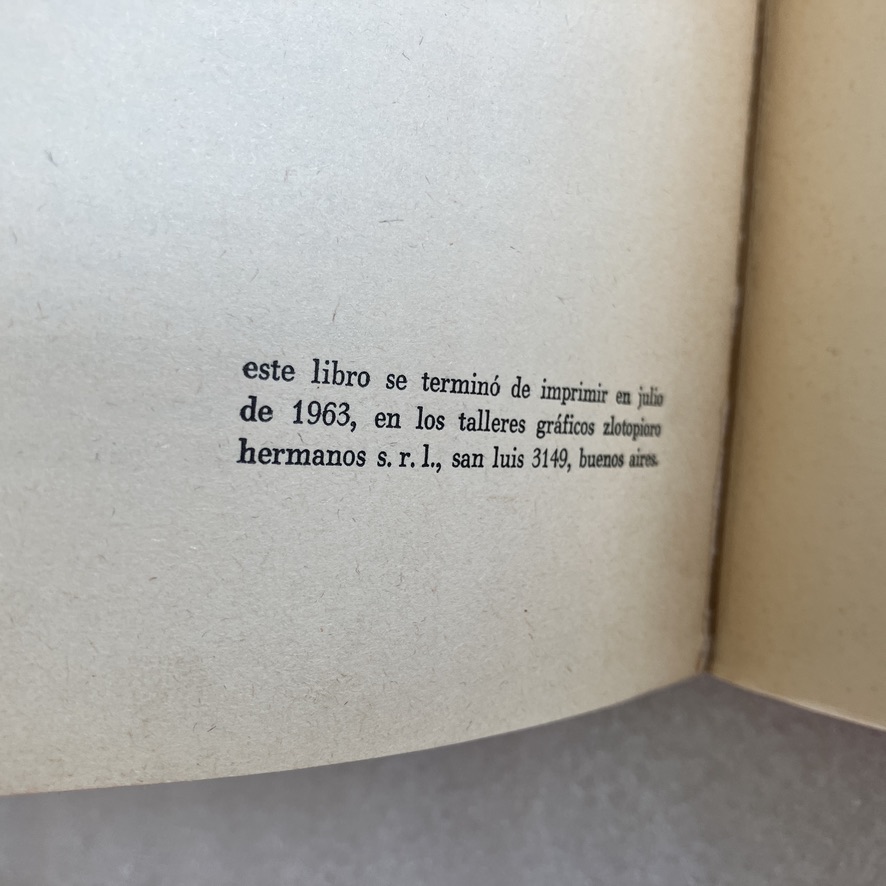 este libro se terminó de imprimir en julio
de 1963, en los talleres gráficos zlotopioro
hermanos s. r. l., san luis 3149, buenos aires.